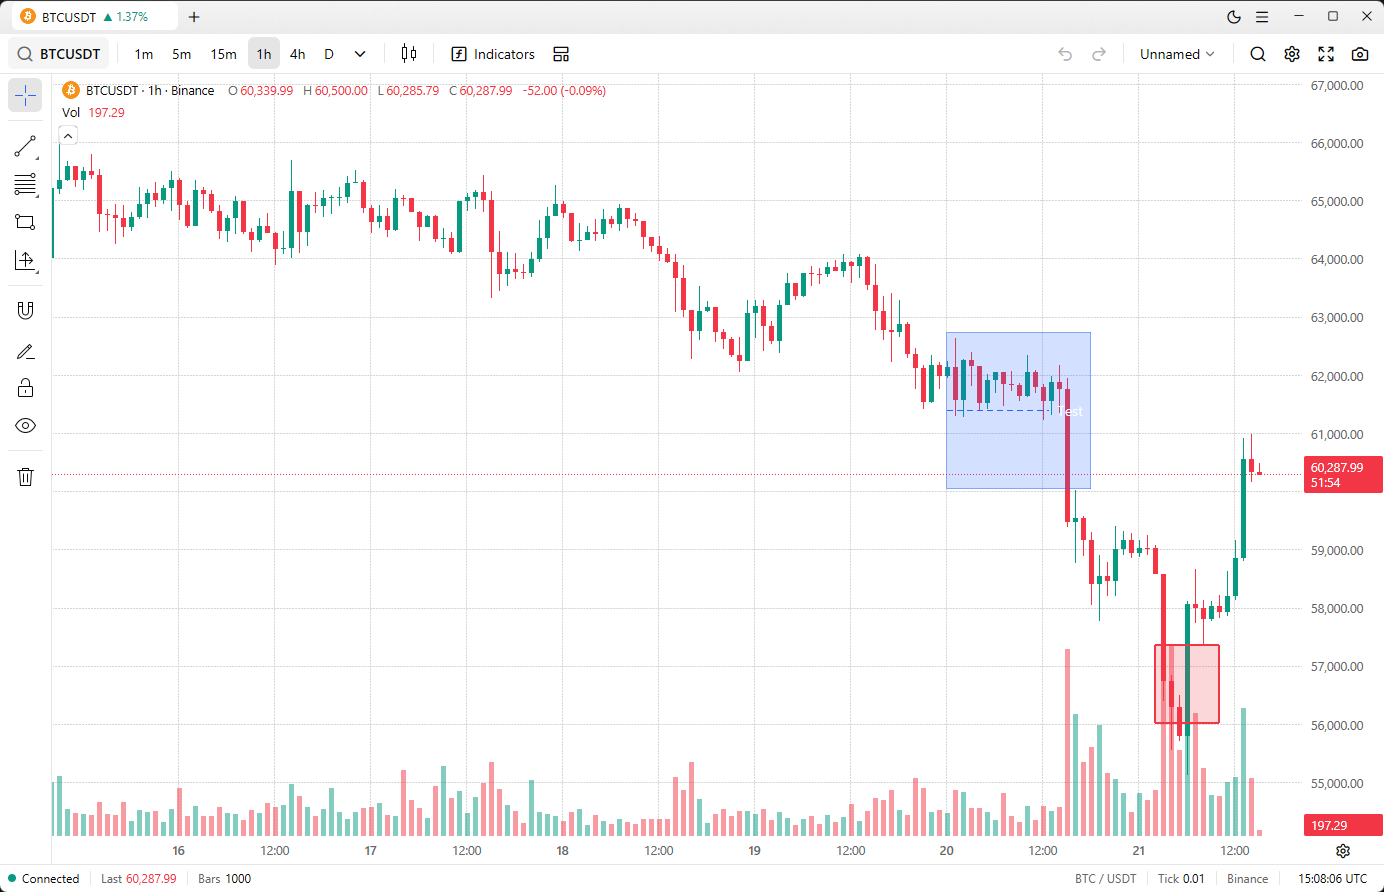 BTCUSDT ▲ 1.37% +
BTCUSDT 1m 5m 15m 1h 4h D Indicators Unnamed
BTCUSDT · 1h · Binance O 60,339.99 H 60,500.00 L 60,285.79 C 60,287.99 -52.00 (-0.09%)
Vol 197.29
67,000.00
66,000.00
65,000.00
64,000.00
63,000.00
62,000.00
Test
61,000.00
60,287.99
51:54
59,000.00
58,000.00
57,000.00
56,000.00
55,000.00
197.29
16 12:00 17 12:00 18 12:00 19 12:00 20 12:00 21 12:00
Connected Last 60,287.99 Bars 1000 BTC / USDT Tick 0.01 Binance 15:08:06 UTC